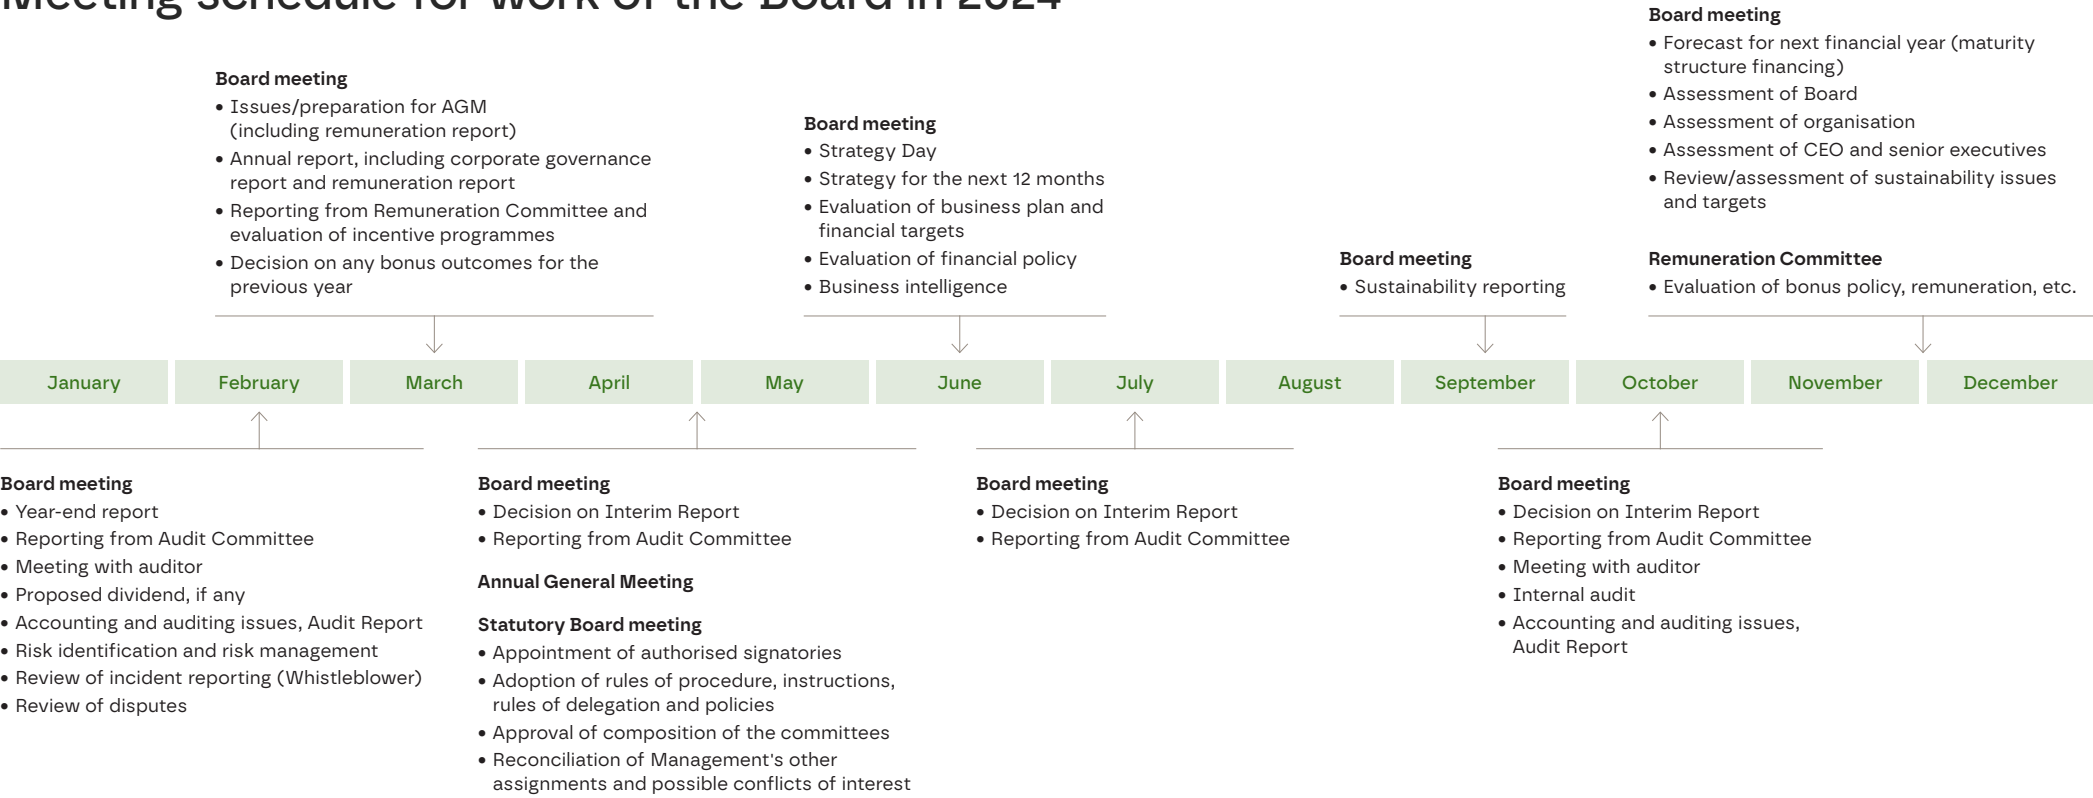 Meeting schedule for work of the Board in 2024
Board meeting
• Issues/preparation for AGM
(including remuneration report)
• Annual report, including corporate governance
report and remuneration report
• Reporting from Remuneration Committee and
evaluation of incentive programmes
• Decision on any bonus outcomes for the
previous year
Board meeting
• Strategy Day
• Strategy for the next 12 months
• Evaluation of business plan and
financial targets
• Evaluation of financial policy
• Business intelligence
Board meeting
• Sustainability reporting
Board meeting
• Forecast for next financial year (maturity
structure financing)
• Assessment of Board
• Assessment of organisation
• Assessment of CEO and senior executives
• Review/assessment of sustainability issues
and targets
Remuneration Committee
• Evaluation of bonus policy, remuneration, etc.
January February March April May June July August September October November December
Board meeting
• Year-end report
• Reporting from Audit Committee
• Meeting with auditor
• Proposed dividend, if any
• Accounting and auditing issues, Audit Report
• Risk identification and risk management
• Review of incident reporting (Whistleblower)
• Review of disputes
Board meeting
• Decision on Interim Report
• Reporting from Audit Committee
Annual General Meeting
Statutory Board meeting
• Appointment of authorised signatories
• Adoption of rules of procedure, instructions,
rules of delegation and policies
• Approval of composition of the committees
• Reconciliation of Management's other
assignments and possible conflicts of interest
Board meeting
• Decision on Interim Report
• Reporting from Audit Committee
Board meeting
• Decision on Interim Report
• Reporting from Audit Committee
• Meeting with auditor
• Internal audit
• Accounting and auditing issues,
Audit Report